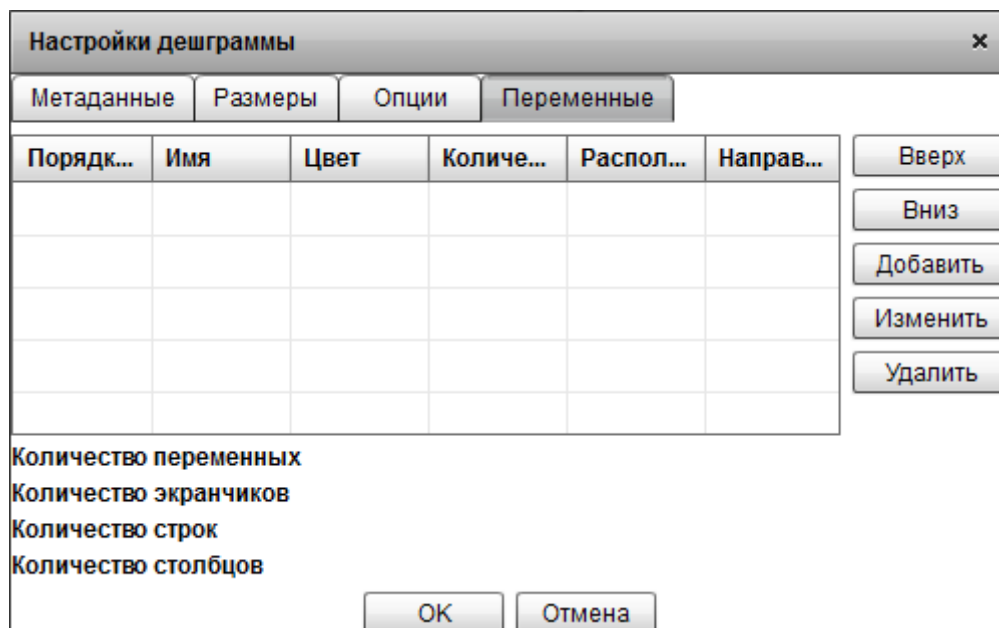 Настройки дешграммы ×
Метаданные Размеры Опции Переменные
Порядк... Имя Цвет Количе... Распол... Направ...
Вверх
Вниз
Добавить
Изменить
Удалить
Количество переменных
Количество экранчиков
Количество строк
Количество столбцов
OK Отмена